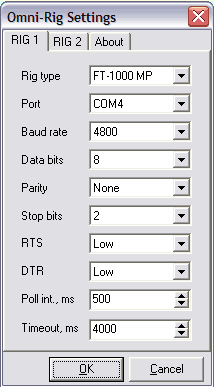 Omni-Rig Settings
RIG 1 RIG 2 About
Rig type FT-1000 MP
Port COM4
Baud rate 4800
Data bits 8
Parity None
Stop bits 2
RTS Low
DTR Low
Poll int., ms 500
Timeout, ms 4000
OK Cancel